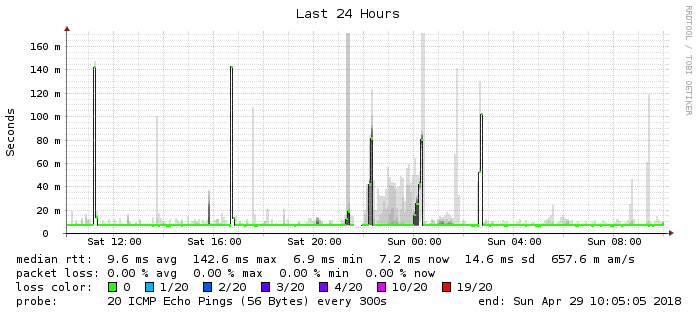 Last 24 Hours
RRDTOOL / TOBI OETIKER
Seconds
160 m
140 m
120 m
100 m
80 m
60 m
40 m
20 m
0
Sat 12:00 Sat 16:00 Sat 20:00 Sun 00:00 Sun 04:00 Sun 08:00
median rtt: 9.6 ms avg 142.6 ms max 6.9 ms min 7.2 ms now 14.6 ms sd 657.6 m am/s
packet loss: 0.00 % avg 0.00 % max 0.00 % min 0.00 % now
loss color: 0 1/20 2/20 3/20 4/20 10/20 19/20
probe: 20 ICMP Echo Pings (56 Bytes) every 300s end: Sun Apr 29 10:05:05 2018